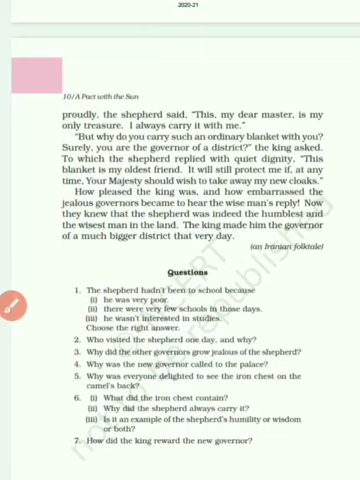 2020-21
10/A Pact with the Sun
proudly, the shepherd said, “This, my dear master, is my
only treasure. I always carry it with me.”
“But why do you carry such an ordinary blanket with you?
Surely, you are the governor of a district?” the king asked.
To which the shepherd replied with quiet dignity, “This
blanket is my oldest friend. It will still protect me if, at
any time, Your Majesty should wish to take away my new cloaks.”
How pleased the king was, and how embarrassed the
jealous governors became to hear the wise man’s reply! Now
they knew that the shepherd was indeed the humblest and
the wisest man in the land. The king made him the governor
of a much bigger district that very day.
(an Iranian folktale)
Questions
1. The shepherd hadn’t been to school because
(i) he was very poor.
(ii) there were very few schools in those days.
(iii) he wasn’t interested in studies.
Choose the right answer.
2. Who visited the shepherd one day, and why?
3. Why did the other governors grow jealous of the shepherd?
4. Why was the new governor called to the palace?
5. Why was everyone delighted to see the iron chest on the
camel’s back?
6. (i) What did the iron chest contain?
(ii) Why did the shepherd always carry it?
(iii) Is it an example of the shepherd’s humility or wisdom
or both?
7. How did the king reward the new governor?
not to be republished